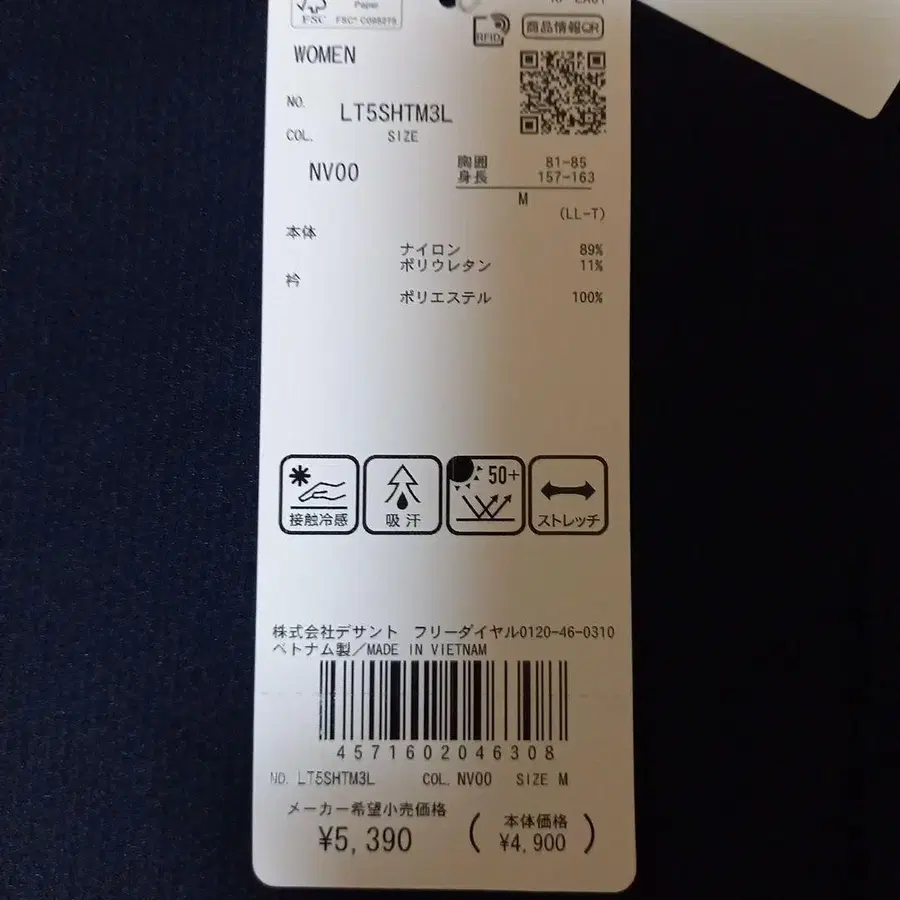 Paper
FSC
FSC® C095275
RFID
商品情報QR
WOMEN
NO.
LT5SHTM3L
COL.
SIZE
NV00
胸囲 81-85
身長 157-163
M
(LL-T)
本体
ナイロン 89%
ポリウレタン 11%
衿
ポリエステル 100%
50+
接触冷感
吸汗
ストレッチ
株式会社デサント フリーダイヤル0120-46-0310
ベトナム製/MADE IN VIETNAM
4571602046308
NO. LT5SHTM3L COL. NV00 SIZE M
メーカー希望小売価格
¥5,390
(本体価格
¥4,900)